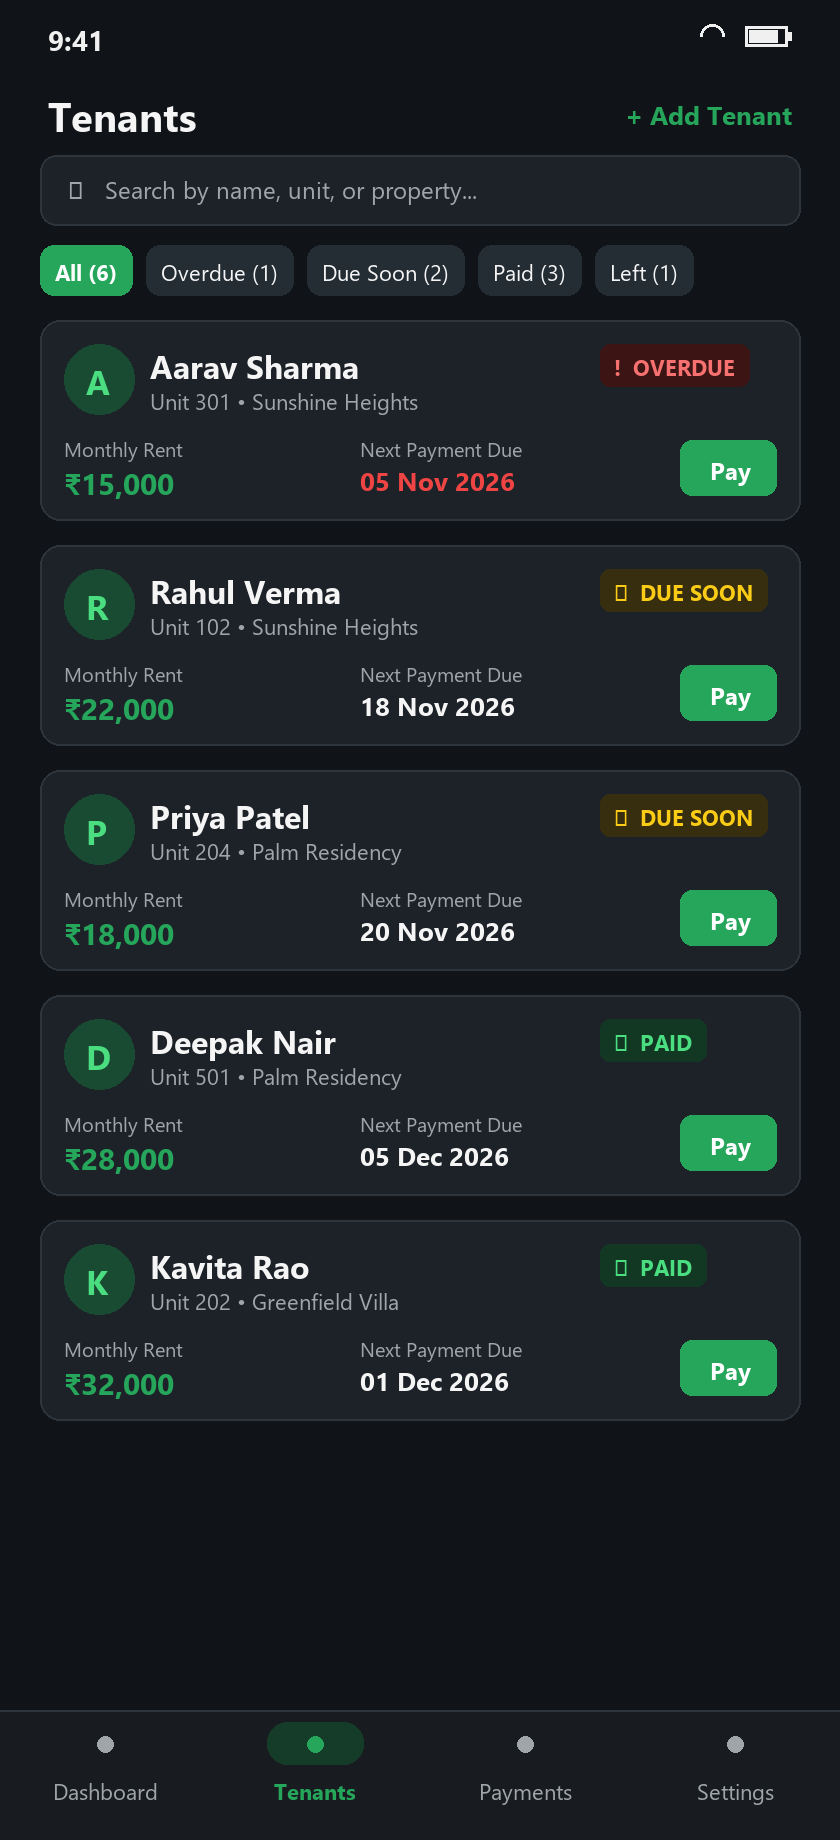 9:41
Tenants
+ Add Tenant
Search by name, unit, or property...
All (6) Overdue (1) Due Soon (2) Paid (3) Left (1)
A
Aarav Sharma
! OVERDUE
Unit 301 • Sunshine Heights
Monthly Rent
Next Payment Due
₹15,000
05 Nov 2026
Pay
R
Rahul Verma
DUE SOON
Unit 102 • Sunshine Heights
Monthly Rent
Next Payment Due
₹22,000
18 Nov 2026
Pay
P
Priya Patel
DUE SOON
Unit 204 • Palm Residency
Monthly Rent
Next Payment Due
₹18,000
20 Nov 2026
Pay
D
Deepak Nair
PAID
Unit 501 • Palm Residency
Monthly Rent
Next Payment Due
₹28,000
05 Dec 2026
Pay
K
Kavita Rao
PAID
Unit 202 • Greenfield Villa
Monthly Rent
Next Payment Due
₹32,000
01 Dec 2026
Pay
Dashboard Tenants Payments Settings